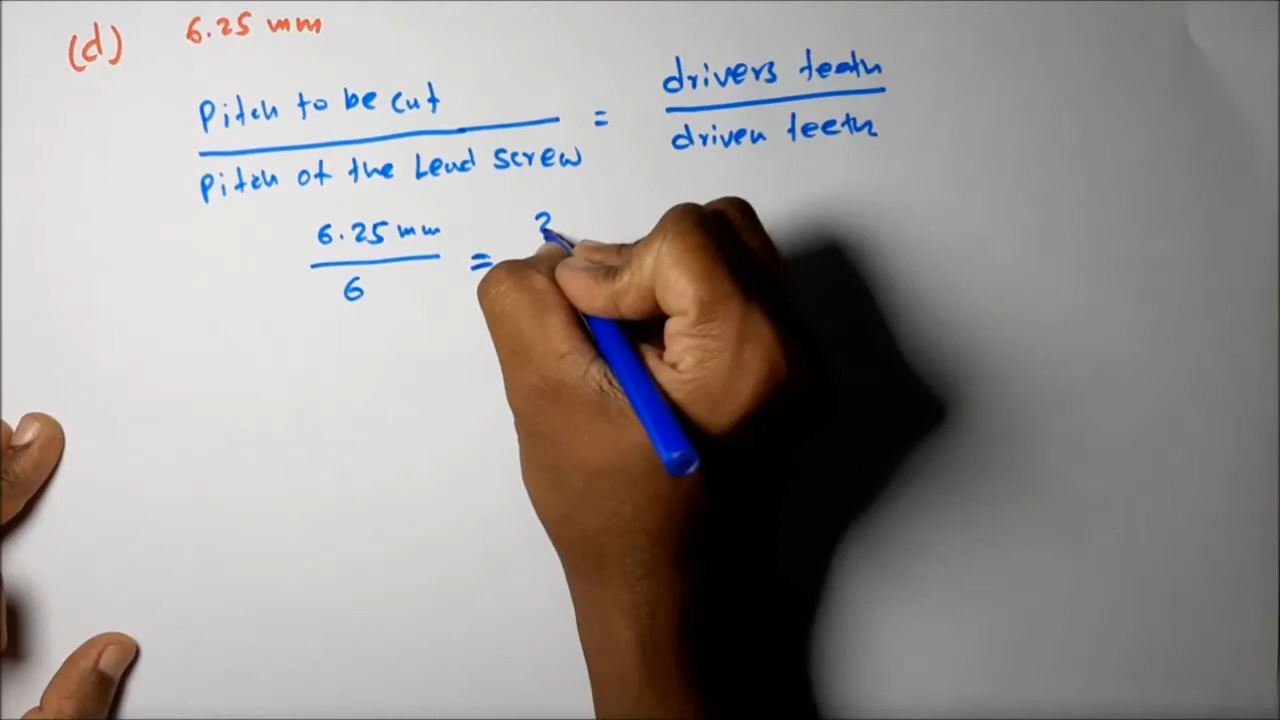 (d) 6.25 mm
Pitch to be cut / Pitch of the Lead screw = drivers teeth / driven teeth
6.25 mm / 6 = 2